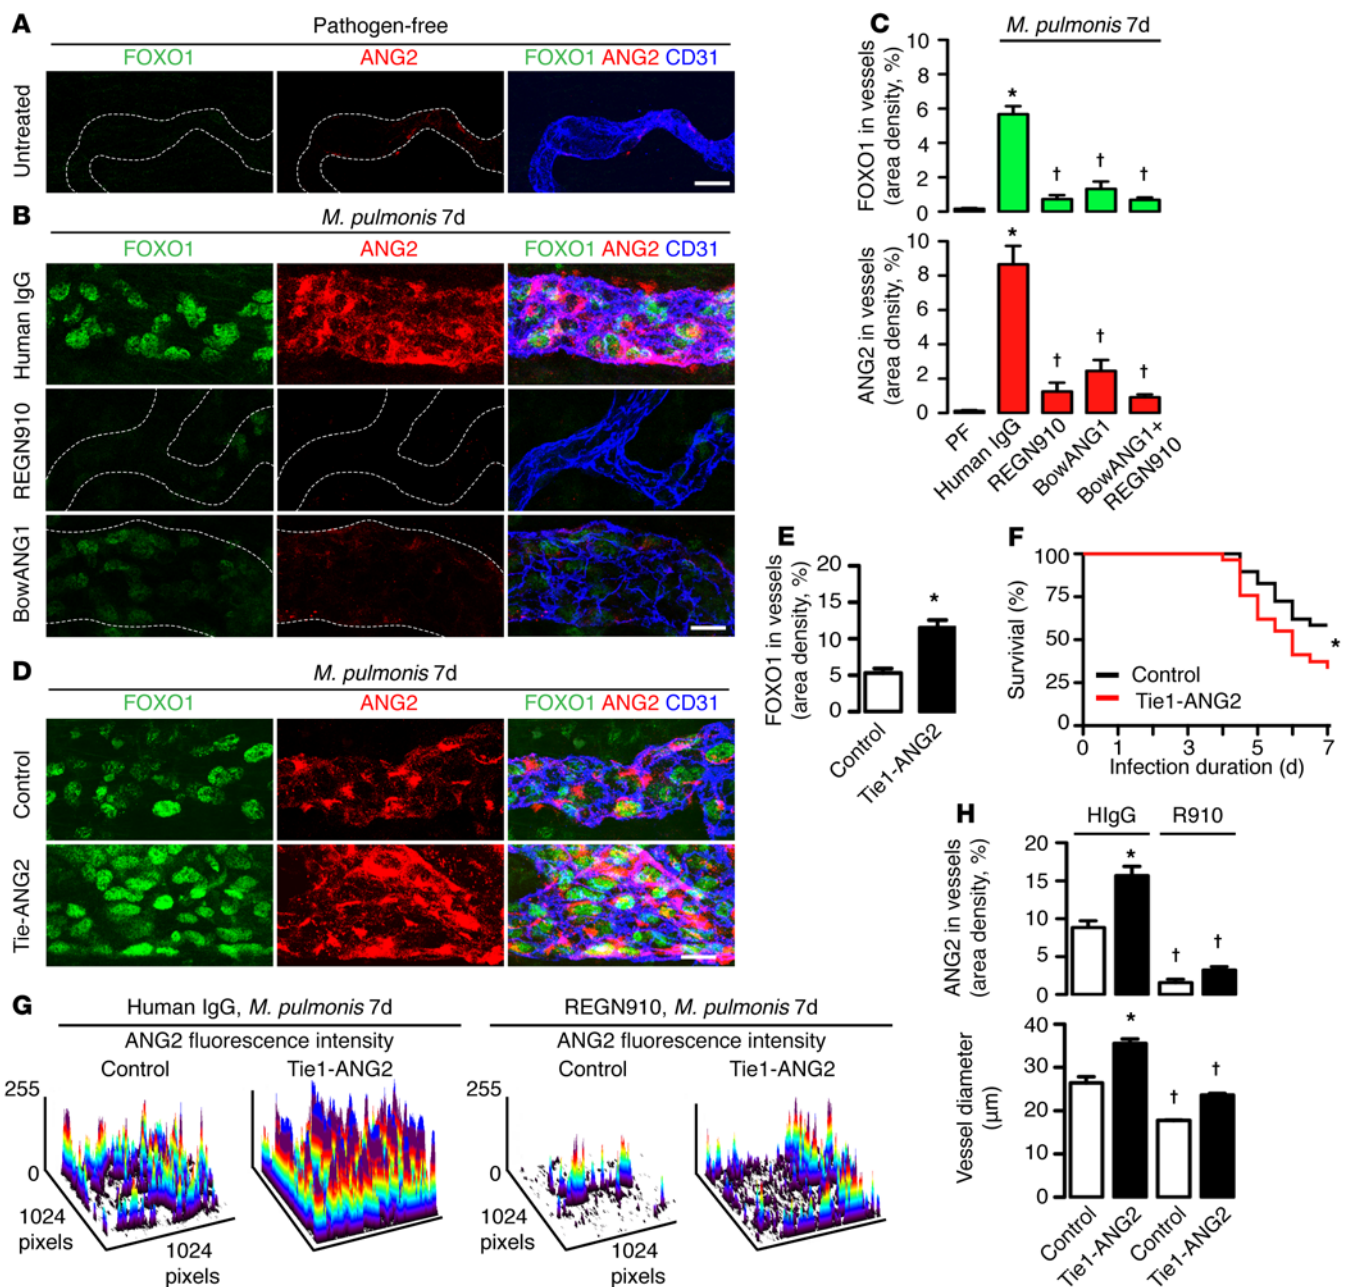 A
Pathogen-free
FOXO1 ANG2 FOXO1 ANG2 CD31
Untreated
B
M. pulmonis 7d
FOXO1 ANG2 FOXO1 ANG2 CD31
Human IgG
REGN910
BowANG1
C
M. pulmonis 7d
FOXO1 in vessels
(area density, %)
10
8
6
4
2
0
*
†
†
†
ANG2 in vessels
(area density, %)
10
8
6
4
2
0
*
†
†
†
PF
Human IgG
REGN910
BowANG1
BowANG1+
REGN910
D
M. pulmonis 7d
FOXO1 ANG2 FOXO1 ANG2 CD31
Control
Tie-ANG2
E
FOXO1 in vessels
(area density, %)
20
15
10
5
0
*
Control
Tie1-ANG2
F
Survivial (%)
100
75
50
25
0
*
Control
Tie1-ANG2
0 1 3 5 7
Infection duration (d)
G
Human IgG, M. pulmonis 7d
ANG2 fluorescence intensity
Control Tie1-ANG2
255
0
1024
pixels
1024
pixels
REGN910, M. pulmonis 7d
ANG2 fluorescence intensity
Control Tie1-ANG2
255
0
1024
pixels
1024
pixels
H
HIgG R910
ANG2 in vessels
(area density, %)
20
15
10
5
0
*
†
†
Vessel diameter
(µm)
40
30
20
10
0
*
†
†
Control
Tie1-ANG2
Control
Tie1-ANG2